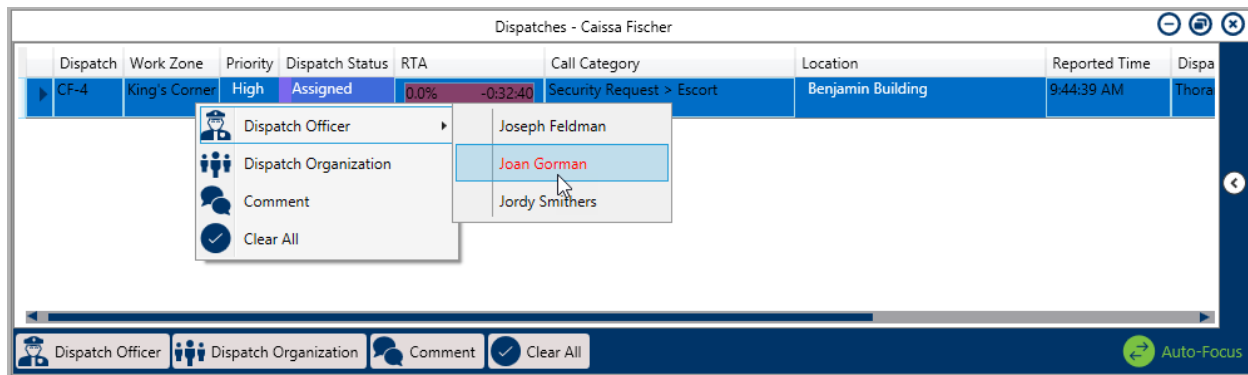 Dispatches - Caissa Fischer
Dispatch Work Zone Priority Dispatch Status RTA Call Category Location Reported Time Dispa
CF-4 King's Corner High Assigned 0.0% -0:32:40 Security Request > Escort Benjamin Building 9:44:39 AM Thora
Dispatch Officer Joseph Feldman
Dispatch Organization Joan Gorman
Comment Jordy Smithers
Clear All
Dispatch Officer Dispatch Organization Comment Clear All Auto-Focus